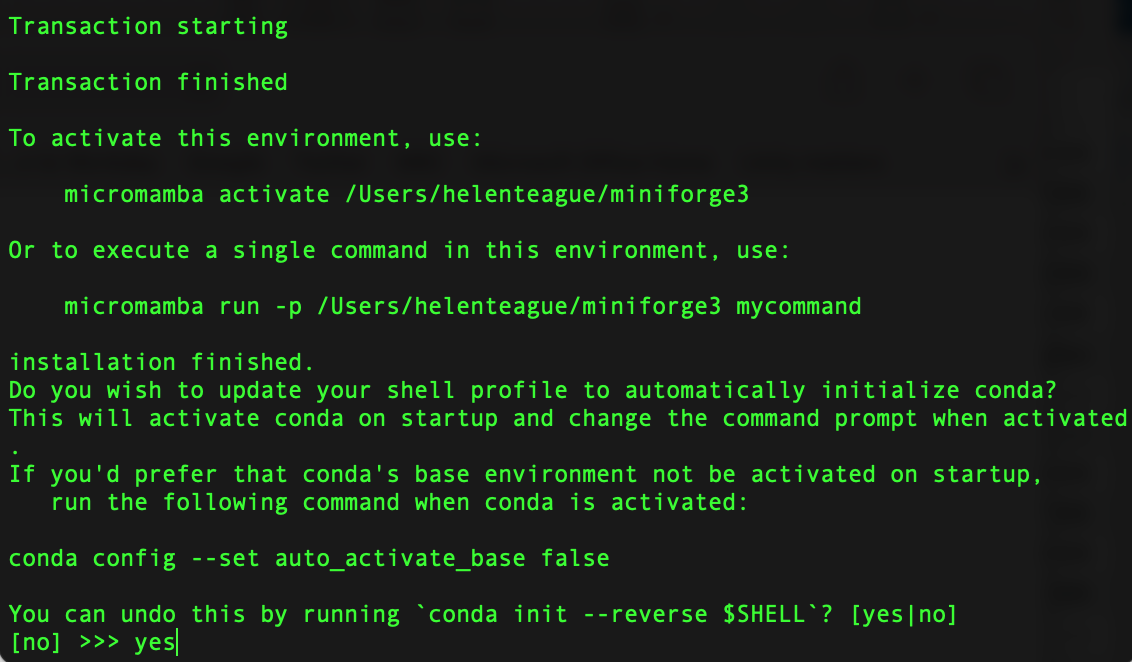 Transaction starting
Transaction finished
To activate this environment, use:
micromamba activate /Users/helenteague/miniforge3
Or to execute a single command in this environment, use:
micromamba run -p /Users/helenteague/miniforge3 mycommand
installation finished.
Do you wish to update your shell profile to automatically initialize conda?
This will activate conda on startup and change the command prompt when activated
.
If you'd prefer that conda's base environment not be activated on startup,
run the following command when conda is activated:
conda config --set auto_activate_base false
You can undo this by running `conda init --reverse $SHELL`? [yes|no]
[no] >>> yes